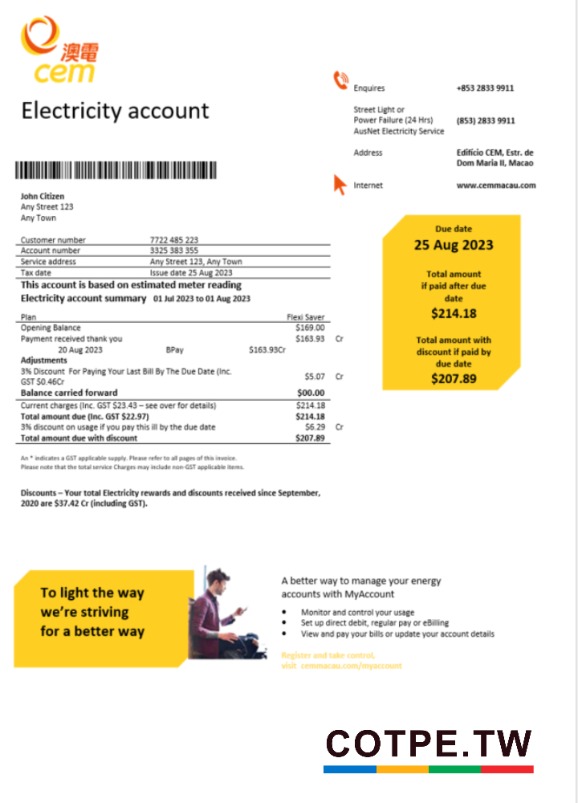 澳電
cem
Electricity account
Enquires +853 2833 9911
Street Light or
Power Failure (24 Hrs) (853) 2833 9911
AusNet Electricity Service
Address Edifício CEM, Estr. de
Dom Maria II, Macao
Internet www.cemmacau.com
John Citizen
Any Street 123
Any Town
Customer number 7722 485 223
Account number 3325 383 355
Service address Any Street 123, Any Town
Tax date Issue date 25 Aug 2023
This account is based on estimated meter reading
Electricity account summary 01 Jul 2023 to 01 Aug 2023
Due date
25 Aug 2023
Total amount
if paid after due
date
$214.18
Total amount with
discount if paid by
due date
$207.89
Plan Flexi Saver
Opening Balance $169.00
Payment received thank you $163.93 Cr
20 Aug 2023 BPay $163.93Cr
Adjustments
3% Discount For Paying Your Last Bill By The Due Date (Inc.
GST $0.46Cr $5.07 Cr
Balance carried forward $00.00
Current charges (Inc. GST $23.43 – see over for details) $214.18
Total amount due (Inc. GST $22.97) $214.18
3% discount on usage if you pay this ill by the due date $6.29 Cr
Total amount due with discount $207.89
An * indicates a GST applicable supply. Please refer to all pages of this invoice.
Please note that the total service Charges may include non-GST applicable items.
Discounts – Your total Electricity rewards and discounts received since September,
2020 are $37.42 Cr (including GST).
To light the way
we're striving
for a better way
A better way to manage your energy
accounts with MyAccount
• Monitor and control your usage
• Set up direct debit, regular pay or eBilling
• View and pay your bills or update your account details
Register and take control,
visit cemmacau.com/myaccount
COTPE.TW